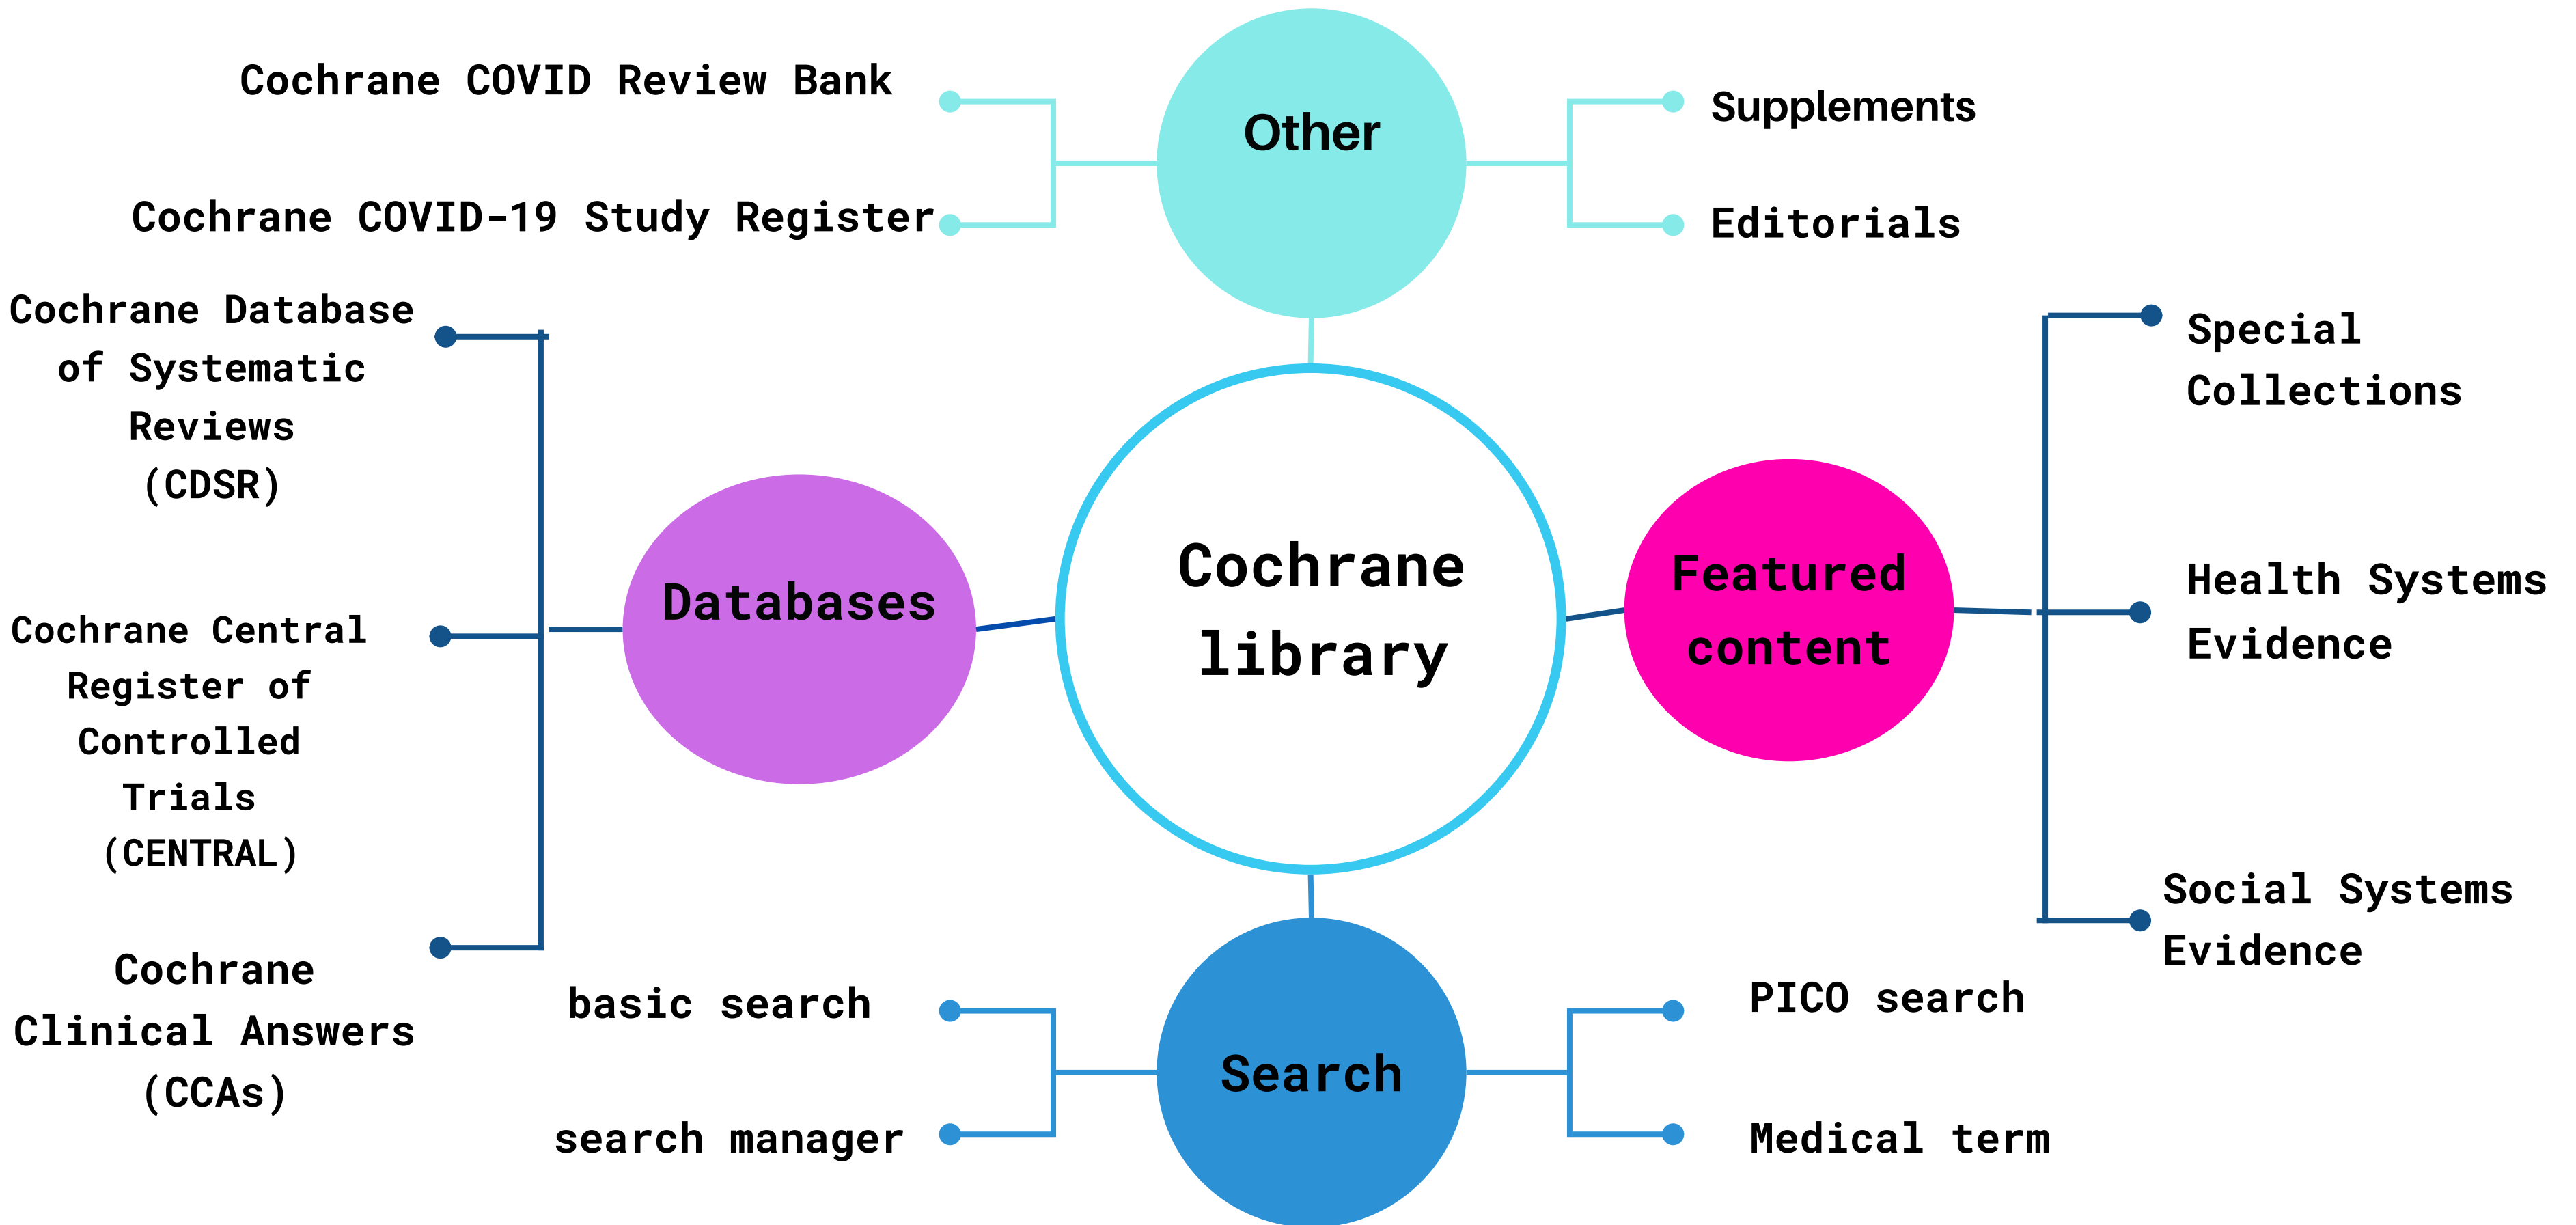 Cochrane COVID Review Bank
Cochrane COVID-19 Study Register
Other
Supplements
Editorials
Cochrane Database
of Systematic
Reviews
(CDSR)
Cochrane Central
Register of
Controlled
Trials
(CENTRAL)
Cochrane
Clinical Answers
(CCAs)
Databases
Cochrane
library
Featured
content
Special
Collections
Health Systems
Evidence
Social Systems
Evidence
basic search
search manager
Search
PICO search
Medical term